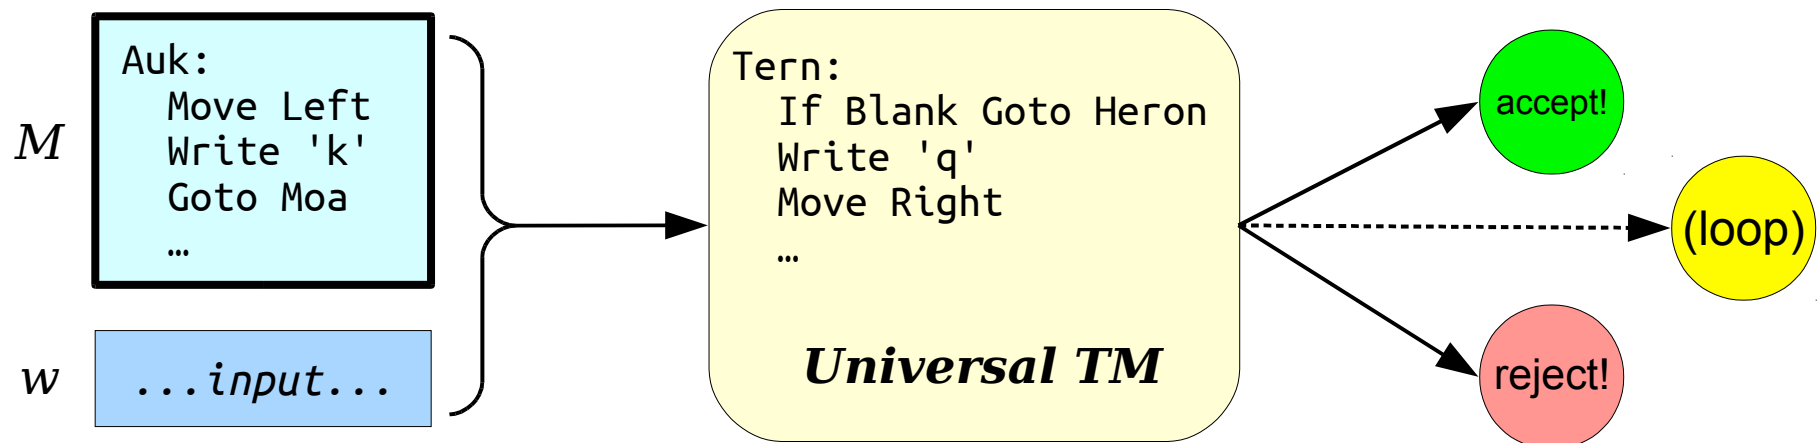 M
Auk:
Move Left
Write 'k'
Goto Moa
…
w
...input...
Tern:
If Blank Goto Heron
Write 'q'
Move Right
…
Universal TM
accept!
(loop)
reject!